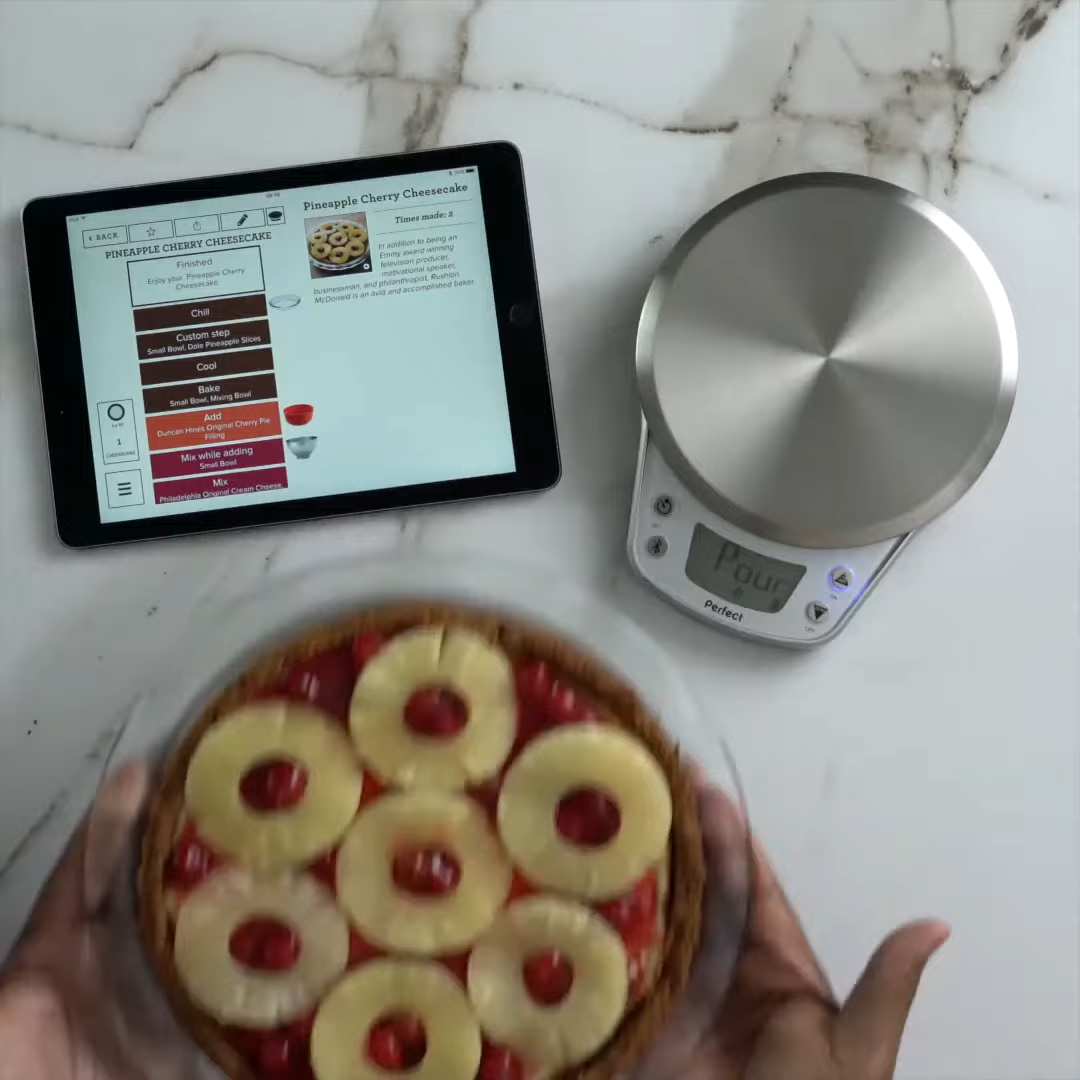 < BACK
PINEAPPLE CHERRY CHEESECAKE
Finished
Enjoy your Pineapple Cherry
Cheesecake
Chill
Custom step
Small Bowl, Dole Pineapple Slices
Cool
Bake
Small Bowl, Mixing Bowl
Add
Duncan Hines Original Cherry Pie
Filling
Mix while adding
Small Bowl
Mix
Philadelphia Original Cream Cheese,
1
CHEESECAKE
Pineapple Cherry Cheesecake
Times made: 2
In addition to being an
Emmy award winning
television producer,
motivational speaker,
businessman, and philanthropist, Rushion
McDonald is an avid and accomplished baker
Pour
Perfect